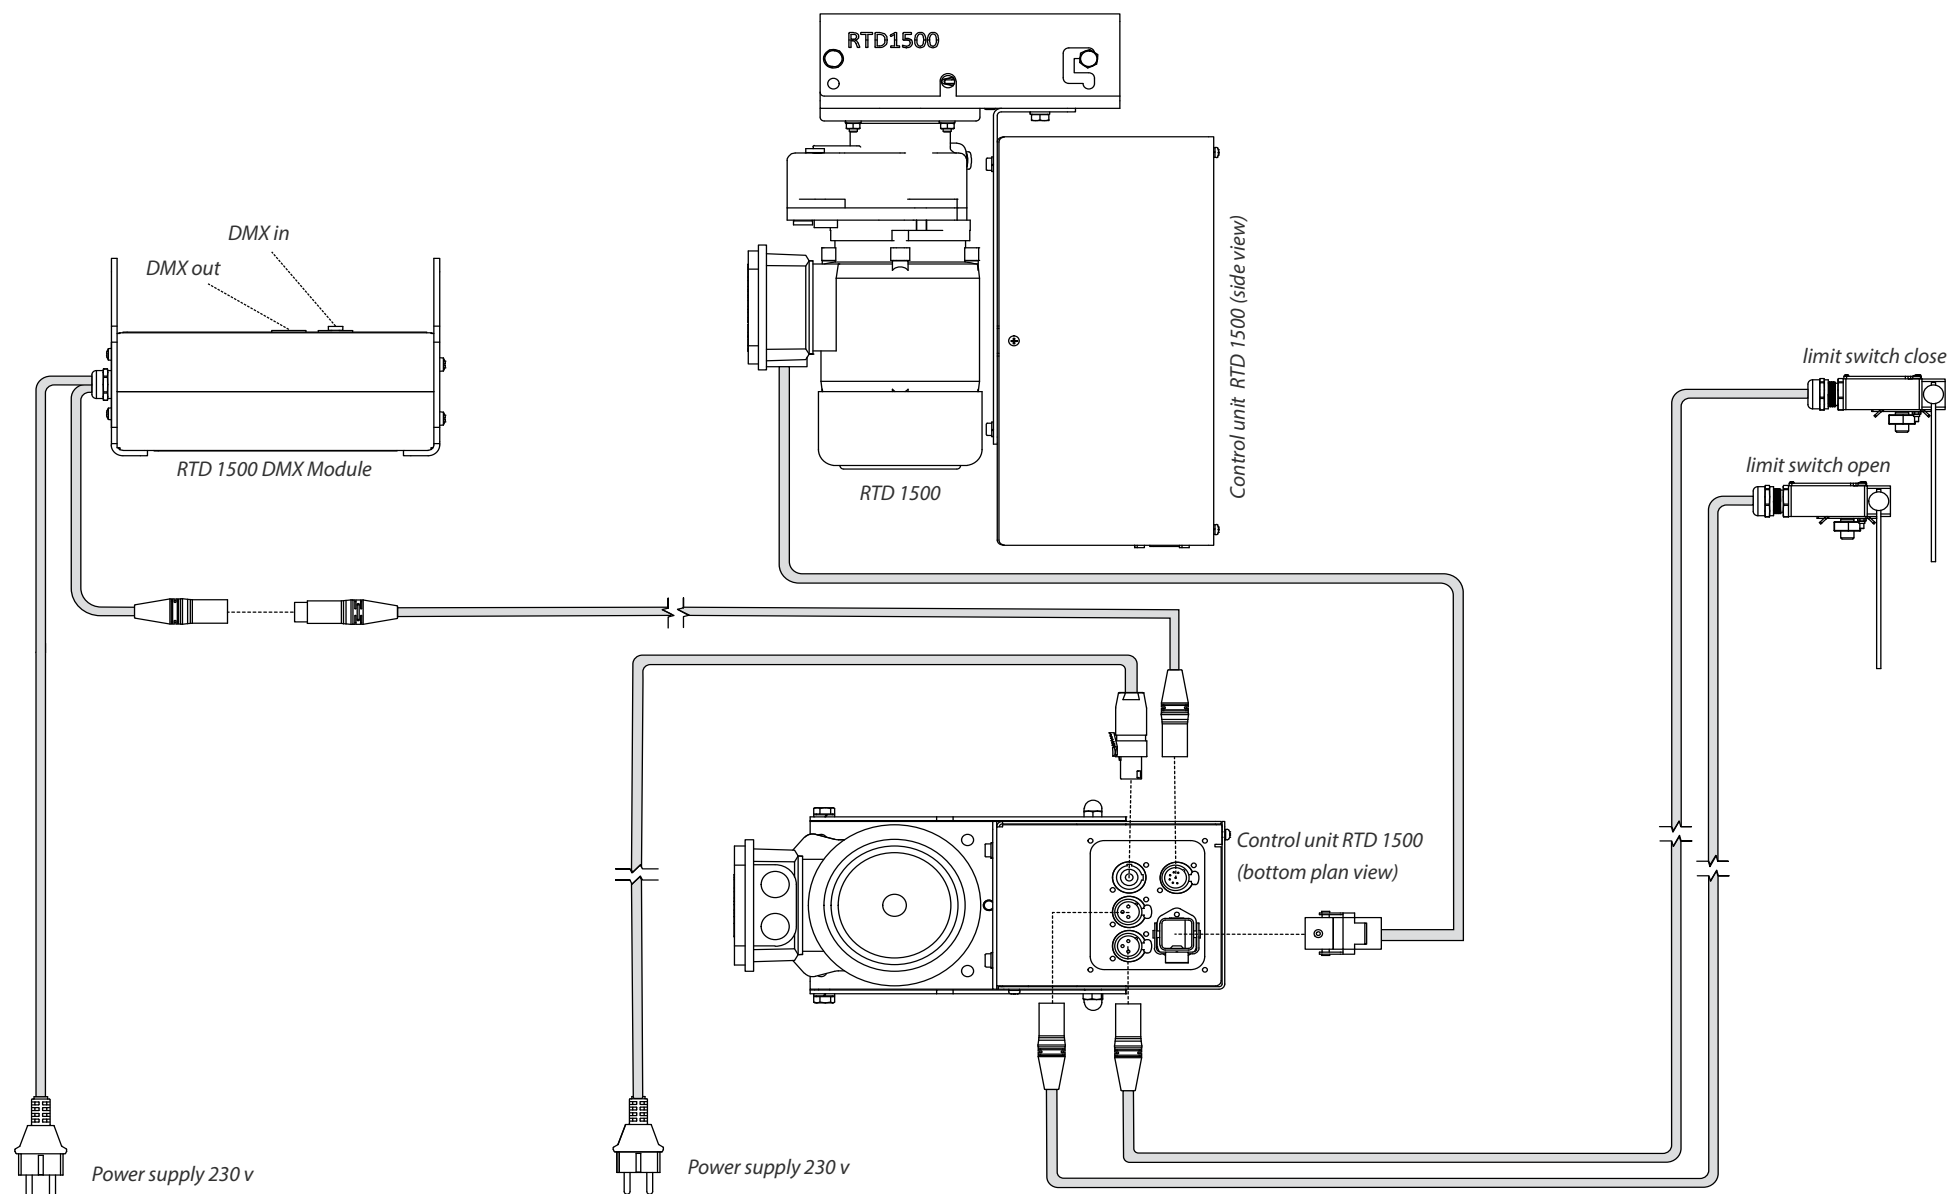 RTD1500
DMX in
DMX out
RTD 1500 DMX Module
RTD 1500
Control unit RTD 1500 (side view)
limit switch close
limit switch open
Control unit RTD 1500
(bottom plan view)
Power supply 230 v
Power supply 230 v